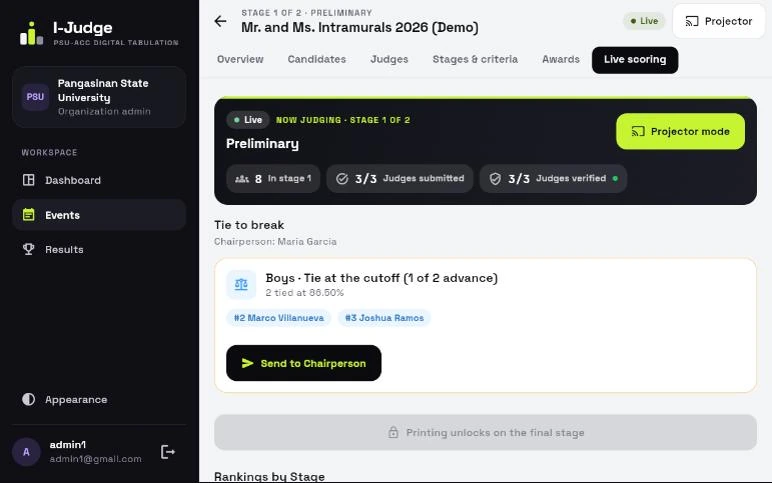 I-Judge
PSU-ACC DIGITAL TABULATION
PSU
Pangasinan State
University
Organization admin
WORKSPACE
Dashboard
Events
Results
Appearance
A
admin1
admin1@gmail.com
STAGE 1 OF 2 · PRELIMINARY
Mr. and Ms. Intramurals 2026 (Demo)
Live
Projector
Overview
Candidates
Judges
Stages & criteria
Awards
Live scoring
Live
NOW JUDGING · STAGE 1 OF 2
Preliminary
Projector mode
8 In stage 1
3/3 Judges submitted
3/3 Judges verified
Tie to break
Chairperson: Maria Garcia
Boys · Tie at the cutoff (1 of 2 advance)
2 tied at 86.50%
#2 Marco Villanueva
#3 Joshua Ramos
Send to Chairperson
Printing unlocks on the final stage
Rankings by Stage